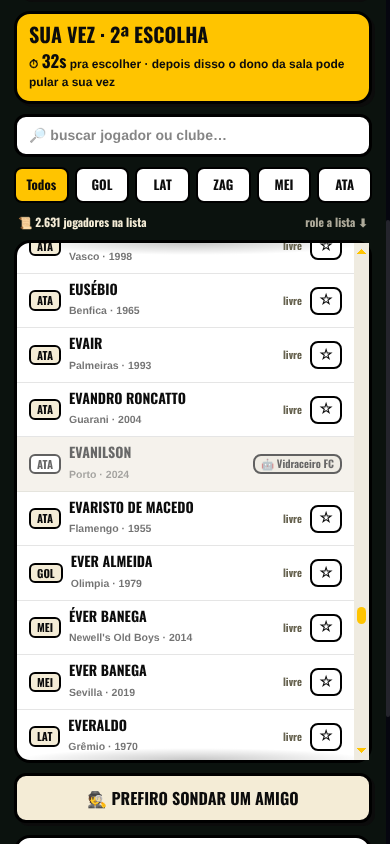 SUA VEZ · 2ª ESCOLHA
⏱ 32s pra escolher · depois disso o dono da sala pode
pular a sua vez
🔎 buscar jogador ou clube…
Todos GOL LAT ZAG MEI ATA
📜 2.631 jogadores na lista role a lista ⬇
ATA livre ☆
Vasco · 1998
EUSÉBIO
ATA livre ☆
Benfica · 1965
EVAIR
ATA livre ☆
Palmeiras · 1993
EVANDRO RONCATTO
ATA livre ☆
Guarani · 2004
EVANILSON
ATA 🤖 Vidraceiro FC
Porto · 2024
EVARISTO DE MACEDO
ATA livre ☆
Flamengo · 1955
EVER ALMEIDA
GOL livre ☆
Olimpia · 1979
ÉVER BANEGA
MEI livre ☆
Newell's Old Boys · 2014
EVER BANEGA
MEI livre ☆
Sevilla · 2019
EVERALDO
LAT livre ☆
Grêmio · 1970
🕵️ PREFIRO SONDAR UM AMIGO